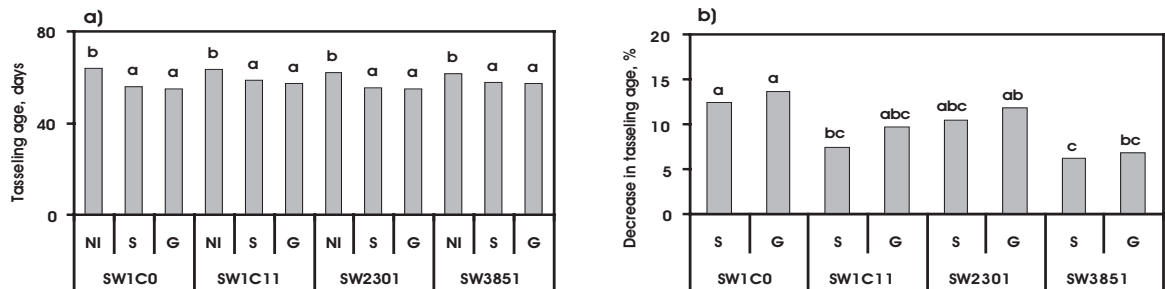 a)
Tasseling age, days
80
40
0
b a a b a a b a a b a a
NI S G NI S G NI S G NI S G
SW1C0 SW1C11 SW2301 SW3851
b)
Decrease in tasseling age, %
20
15
10
5
0
a a bc abc abc ab c bc
S G S G S G S G
SW1C0 SW1C11 SW2301 SW3851